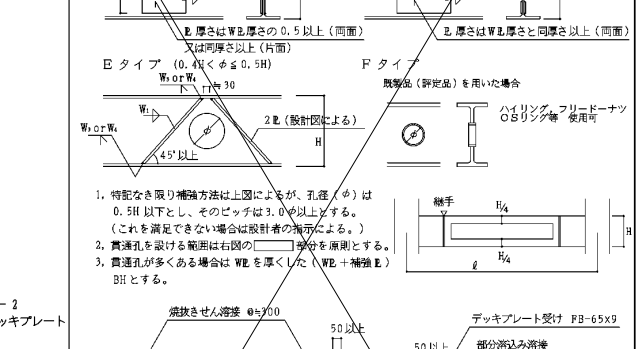 PL厚さはWPL厚さの0.5以上(両面)
又は同厚さ以上(片面)
PL厚さはWPL厚さと同厚さ以上(両面)
Eタイプ (0.4H<φ≦0.5H)
Fタイプ
既製品(評定品)を用いた場合
W₃orW₄
≒30
W₁
φ
2PL(設計図による)
H
W₃orW₄
45°以上
φ
ハイリング、フリードーナツ
OSリング等 使用可
1, 特記なき限り補強方法は上図によるが、孔径(φ)は
0.5H以下とし、そのピッチは3.0φ以上とする。
(これを満足できない場合は設計者の指示による。)
2, 貫通孔を設ける範囲は右図の 部分を原則とする。
3, 貫通孔が多くある場合はWPLを厚くした(WPL+補強PL)
BHとする。
継手
H/4
H
H/4
ℓ
- 2
ッキプレート
焼抜きせん溶接 @≒300
50以上
デッキプレート受け FB-65x9
50以上
部分溶込み溶接